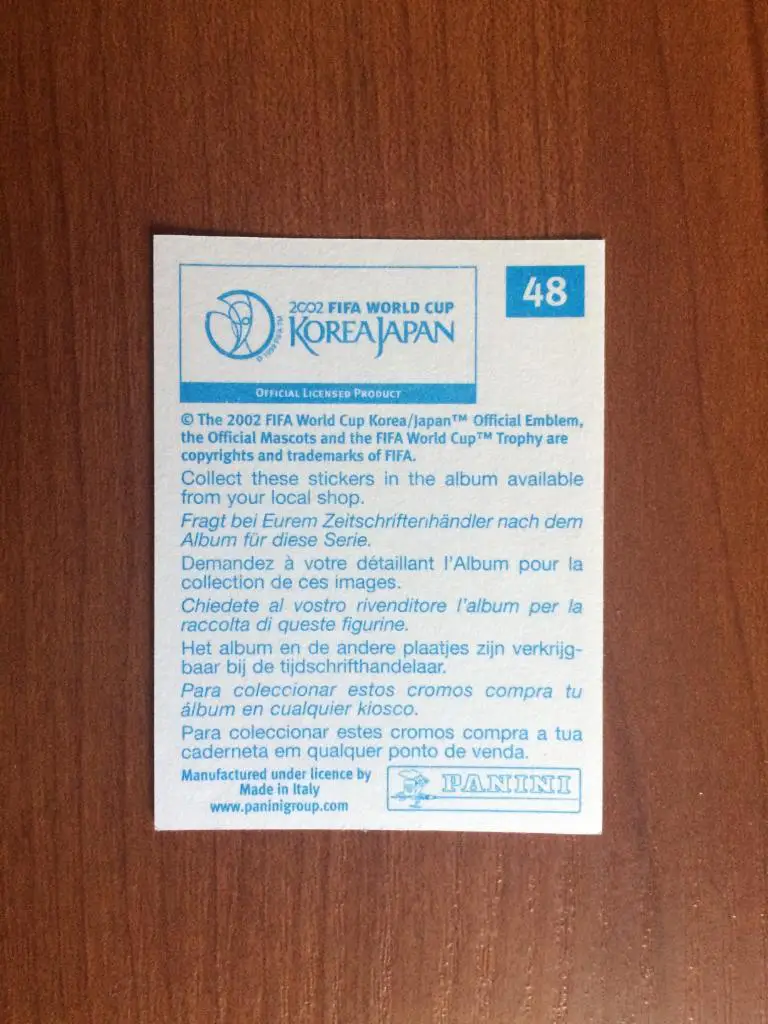 48
2002 FIFA WORLD CUP
KOREAJAPAN
© 1999 FIFA TM
OFFICIAL LICENSED PRODUCT
© The 2002 FIFA World Cup Korea/Japan™ Official Emblem,
the Official Mascots and the FIFA World Cup™ Trophy are
copyrights and trademarks of FIFA.
Collect these stickers in the album available
from your local shop.
Fragt bei Eurem Zeitschriftenhändler nach dem
Album für diese Serie.
Demandez à votre détaillant l'Album pour la
collection de ces images.
Chiedete al vostro rivenditore l'album per la
raccolta di queste figurine.
Het album en de andere plaatjes zijn verkrijg-
baar bij de tijdschrifthandelaar.
Para coleccionar estos cromos compra tu
álbum en cualquier kiosco.
Para coleccionar estes cromos compra a tua
caderneta em qualquer ponto de venda.
Manufactured under licence by
Made in Italy
www.paninigroup.com
PANINI